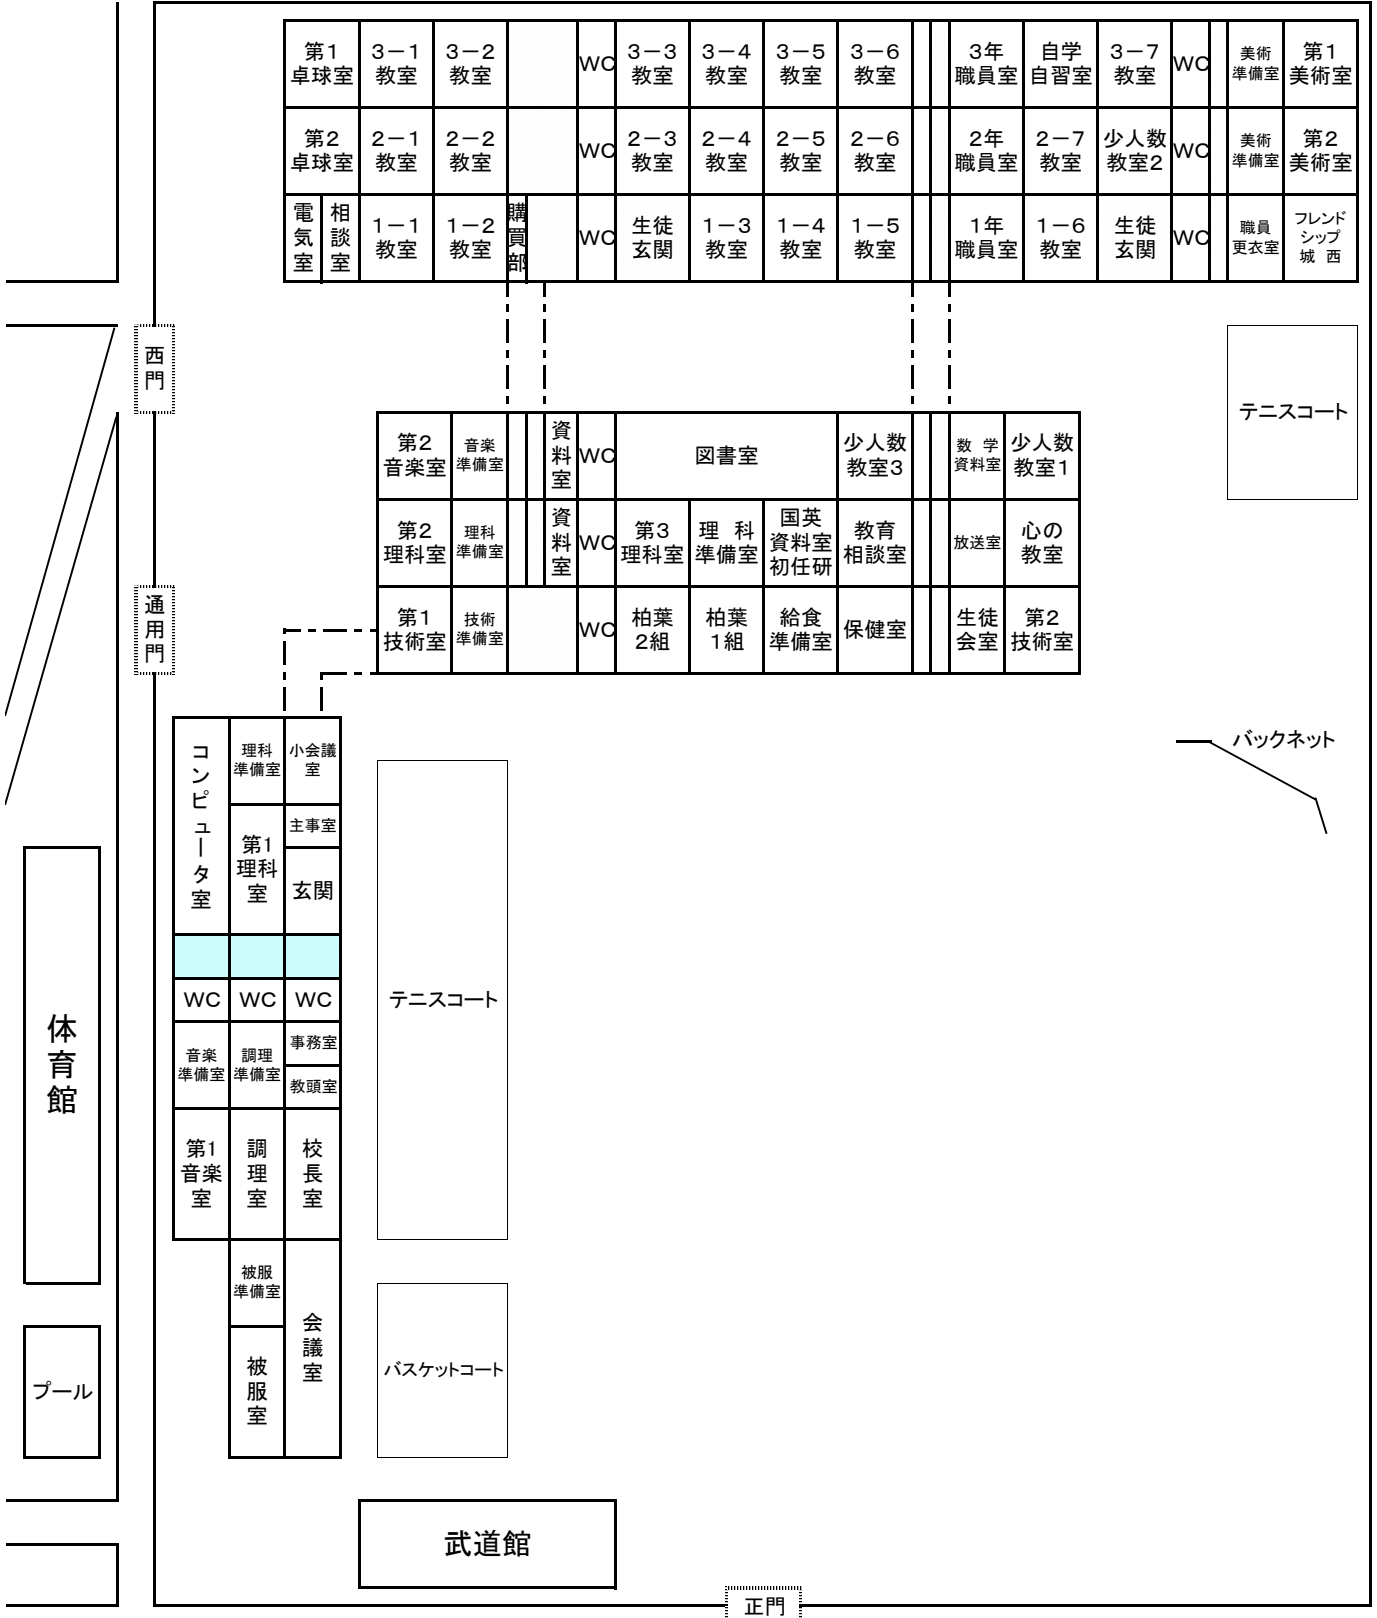 第1
卓球室
3－1
教室
3－2
教室
WC
3－3
教室
3－4
教室
3－5
教室
3－6
教室
3年
職員室
自学
自習室
3－7
教室
WC
美術
準備室
第1
美術室
第2
卓球室
2－1
教室
2－2
教室
WC
2－3
教室
2－4
教室
2－5
教室
2－6
教室
2年
職員室
2－7
教室
少人数
教室2
WC
美術
準備室
第2
美術室
電気室
相談室
1－1
教室
1－2
教室
購買部
WC
生徒
玄関
1－3
教室
1－4
教室
1－5
教室
1年
職員室
1－6
教室
生徒
玄関
WC
職員
更衣室
フレンド
シップ
城 西
西門
テニスコート
第2
音楽室
音楽
準備室
資料室
WC
図書室
少人数
教室3
数 学
資料室
少人数
教室1
第2
理科室
理科
準備室
資料室
WC
第3
理科室
理 科
準備室
国英
資料室
初任研
教育
相談室
放送室
心の
教室
通用門
第1
技術室
技術
準備室
WC
柏葉
2組
柏葉
1組
給食
準備室
保健室
生徒
会室
第2
技術室
コンピュータ室
理科
準備室
小会議
室
バックネット
主事室
第1
理科
室
玄関
WC
WC
WC
テニスコート
体育館
音楽
準備室
調理
準備室
事務室
教頭室
第1
音楽
室
調理室
校長室
被服
準備室
会議室
被服室
プール
バスケットコート
武道館
正門